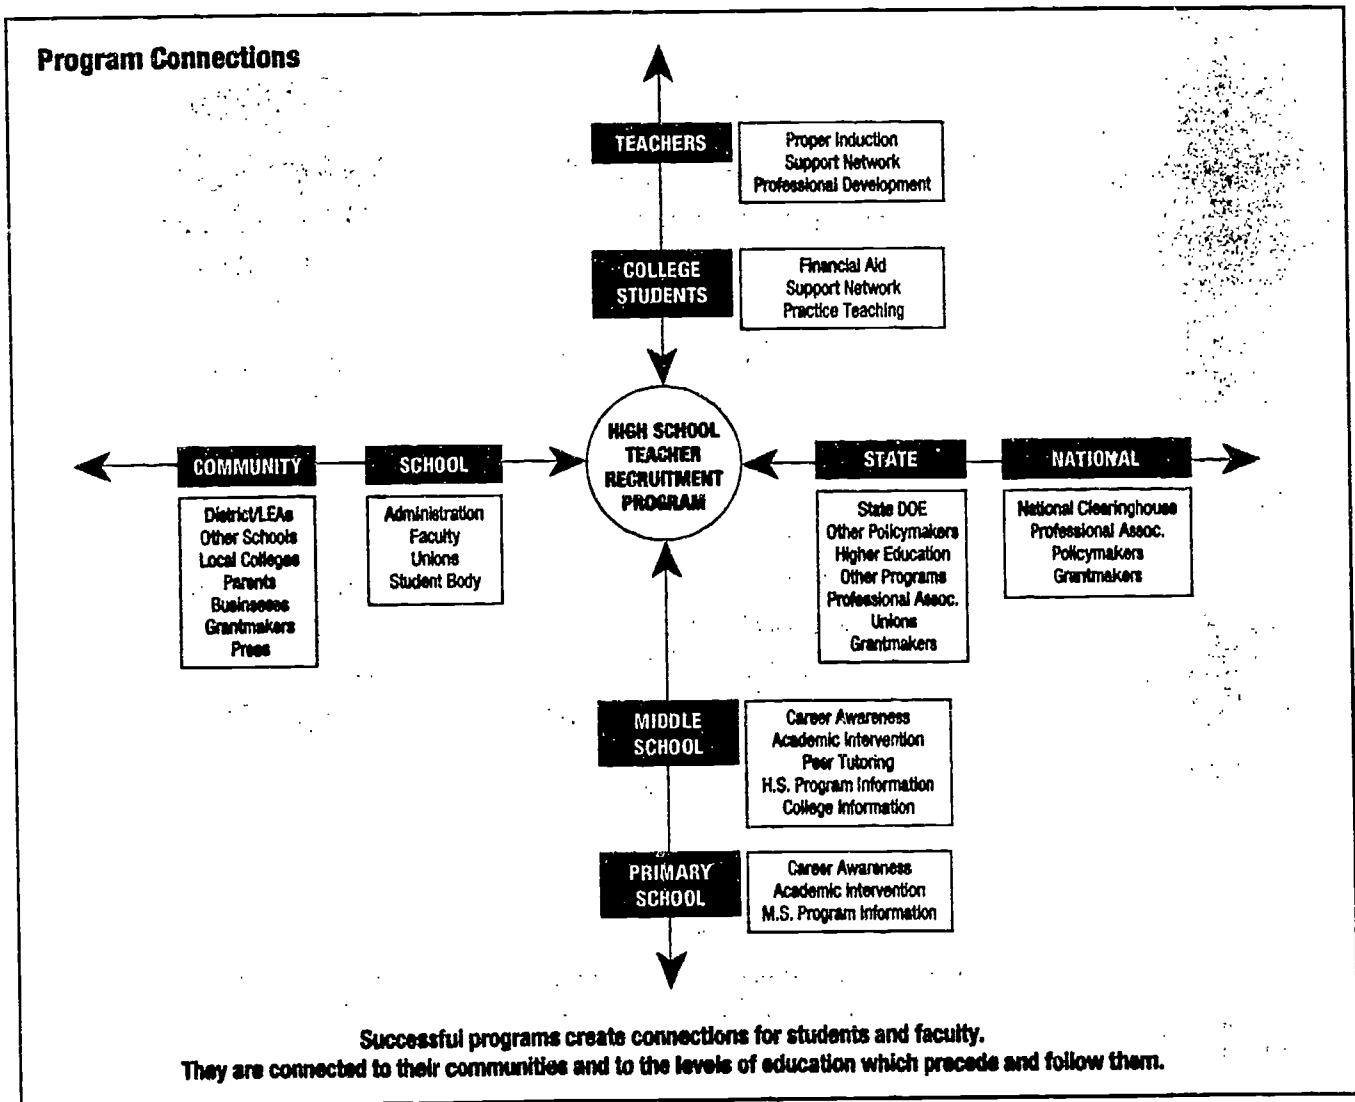 Program Connections
TEACHERS
Proper Induction
Support Network
Professional Development
COLLEGE
STUDENTS
Financial Aid
Support Network
Practice Teaching
HIGH SCHOOL
TEACHER
RECRUITMENT
PROGRAM
COMMUNITY
District/LEAs
Other Schools
Local Colleges
Parents
Businesses
Grantmakers
Press
SCHOOL
Administration
Faculty
Unions
Student Body
STATE
State DOE
Other Policymakers
Higher Education
Other Programs
Professional Assoc.
Unions
Grantmakers
NATIONAL
National Clearinghouse
Professional Assoc.
Policymakers
Grantmakers
MIDDLE
SCHOOL
Career Awareness
Academic Intervention
Peer Tutoring
H.S. Program Information
College Information
PRIMARY
SCHOOL
Career Awareness
Academic Intervention
M.S. Program Information
Successful programs create connections for students and faculty.
They are connected to their communities and to the levels of education which precede and follow them.